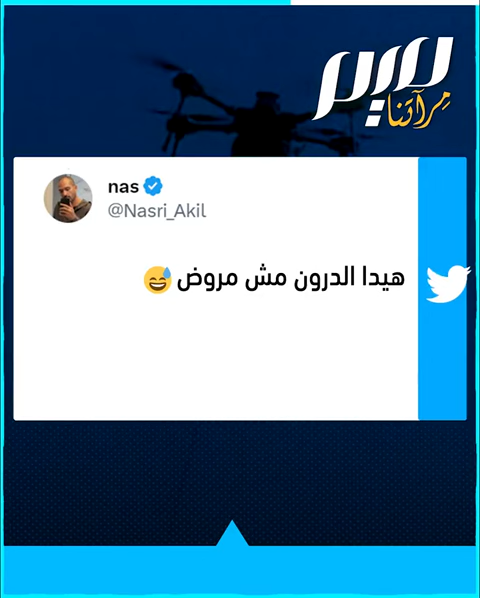 مرآتنا
nas
@Nasri_Akil
هيدا الدرون مش مروض 😅